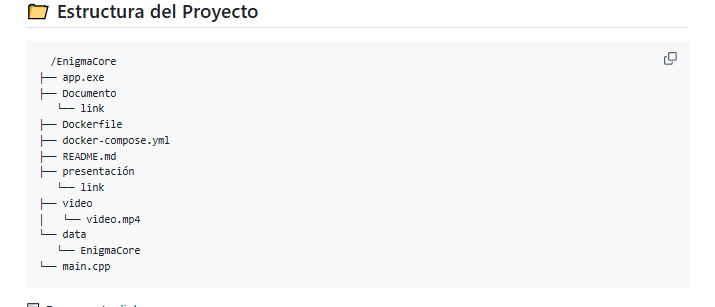 Estructura del Proyecto
/EnigmaCore
├── app.exe
├── Documento
    └── link
├── Dockerfile
├── docker-compose.yml
├── README.md
├── presentación
    └── link
├── video
│   └── video.mp4
└── data
    └── EnigmaCore
└── main.cpp